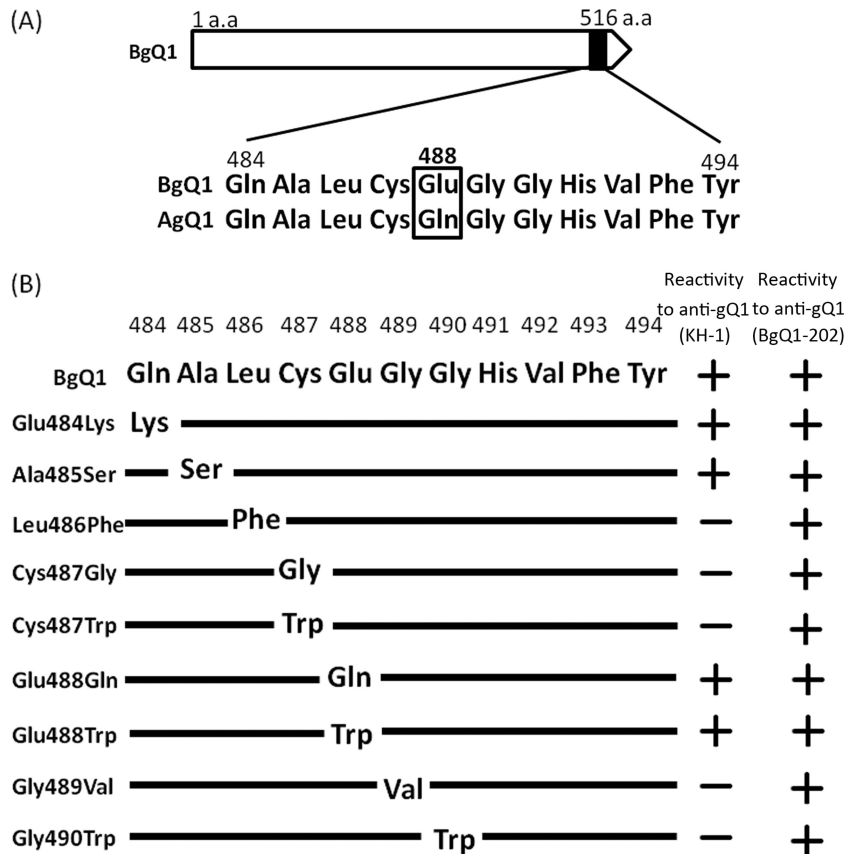 (A)
1 a.a 516 a.a
BgQ1
484 488 494
BgQ1 Gln Ala Leu Cys Glu Gly Gly His Val Phe Tyr
AgQ1 Gln Ala Leu Cys Gln Gly Gly His Val Phe Tyr
(B)
Reactivity to anti-gQ1 (KH-1)
Reactivity to anti-gQ1 (BgQ1-202)
484 485 486 487 488 489 490 491 492 493 494
BgQ1 Gln Ala Leu Cys Glu Gly Gly His Val Phe Tyr + +
Glu484Lys Lys + +
Ala485Ser Ser + +
Leu486Phe Phe − +
Cys487Gly Gly − +
Cys487Trp Trp − +
Glu488Gln Gln + +
Glu488Trp Trp + +
Gly489Val Val − +
Gly490Trp Trp − +